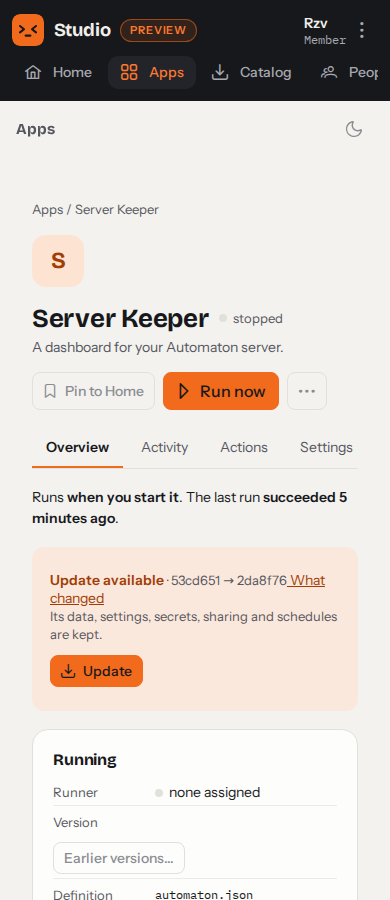 Studio PREVIEW
Rzv
Member
Home Apps Catalog Peop
Apps
Apps / Server Keeper
S
Server Keeper stopped
A dashboard for your Automaton server.
Pin to Home Run now
Overview Activity Actions Settings
Runs when you start it. The last run succeeded 5
minutes ago.
Update available · 53cd651 → 2da8f76 What
changed
Its data, settings, secrets, sharing and schedules
are kept.
Update
Running
Runner none assigned
Version
Earlier versions...
Definition automaton.json